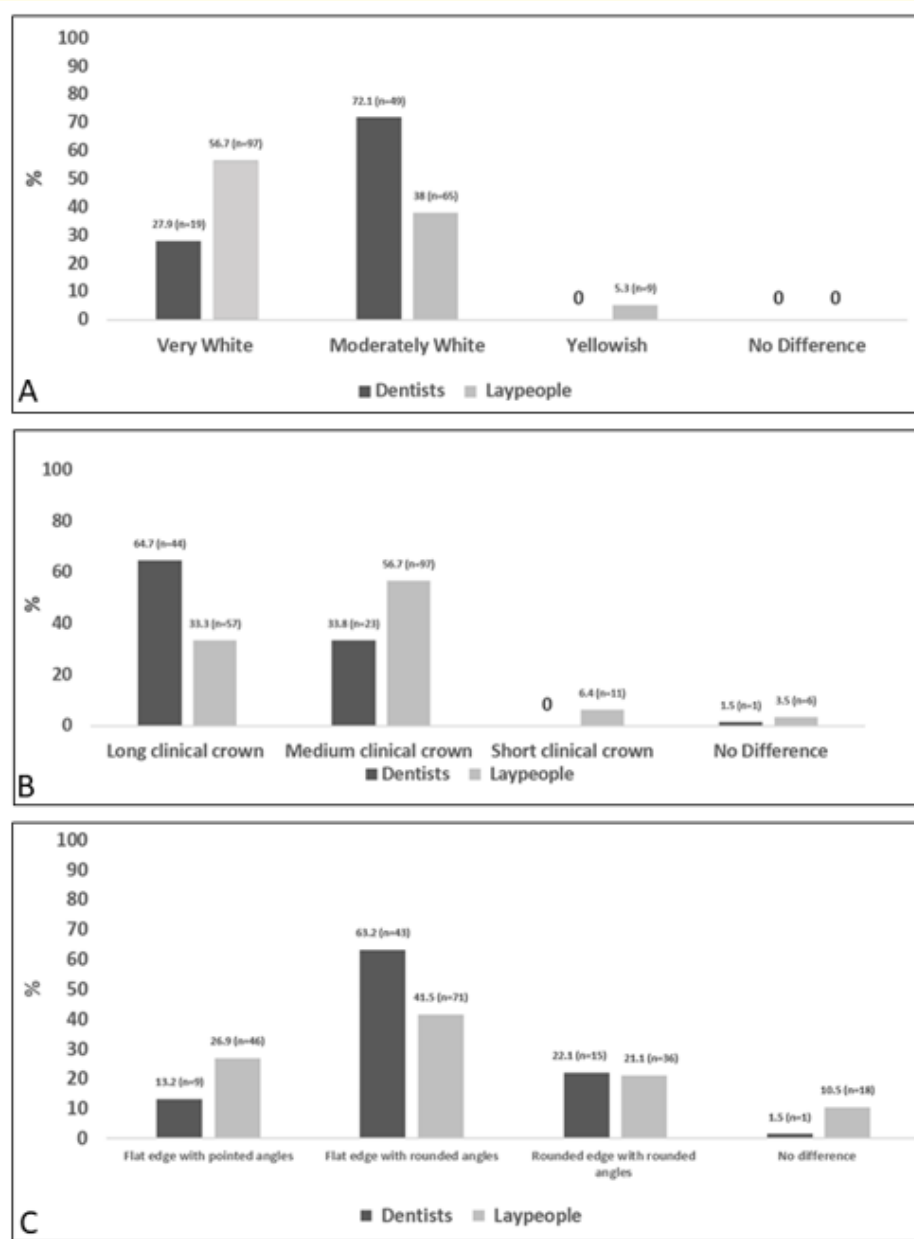 100
90
80
70
60
50
40
30
20
10
0
%
72.1 (n=49)
56.7 (n=97)
38 (n=65)
27.9 (n=19)
0
5.3 (n=9)
0 0
Very White Moderately White Yellowish No Difference
Dentists Laypeople
A
100
80
60
40
20
0
%
64.7 (n=44)
56.7 (n=97)
33.3 (n=57)
33.8 (n=23)
0
6.4 (n=11)
1.5 (n=1)
3.5 (n=6)
Long clinical crown Medium clinical crown Short clinical crown No Difference
Dentists Laypeople
B
100
90
80
70
60
50
40
30
20
10
0
%
63.2 (n=43)
41.5 (n=71)
26.9 (n=46)
13.2 (n=9)
22.1 (n=15)
21.1 (n=36)
10.5 (n=18)
1.5 (n=1)
Flat edge with pointed angles Flat edge with rounded angles Rounded edge with rounded No difference
angles
Dentists Laypeople
C